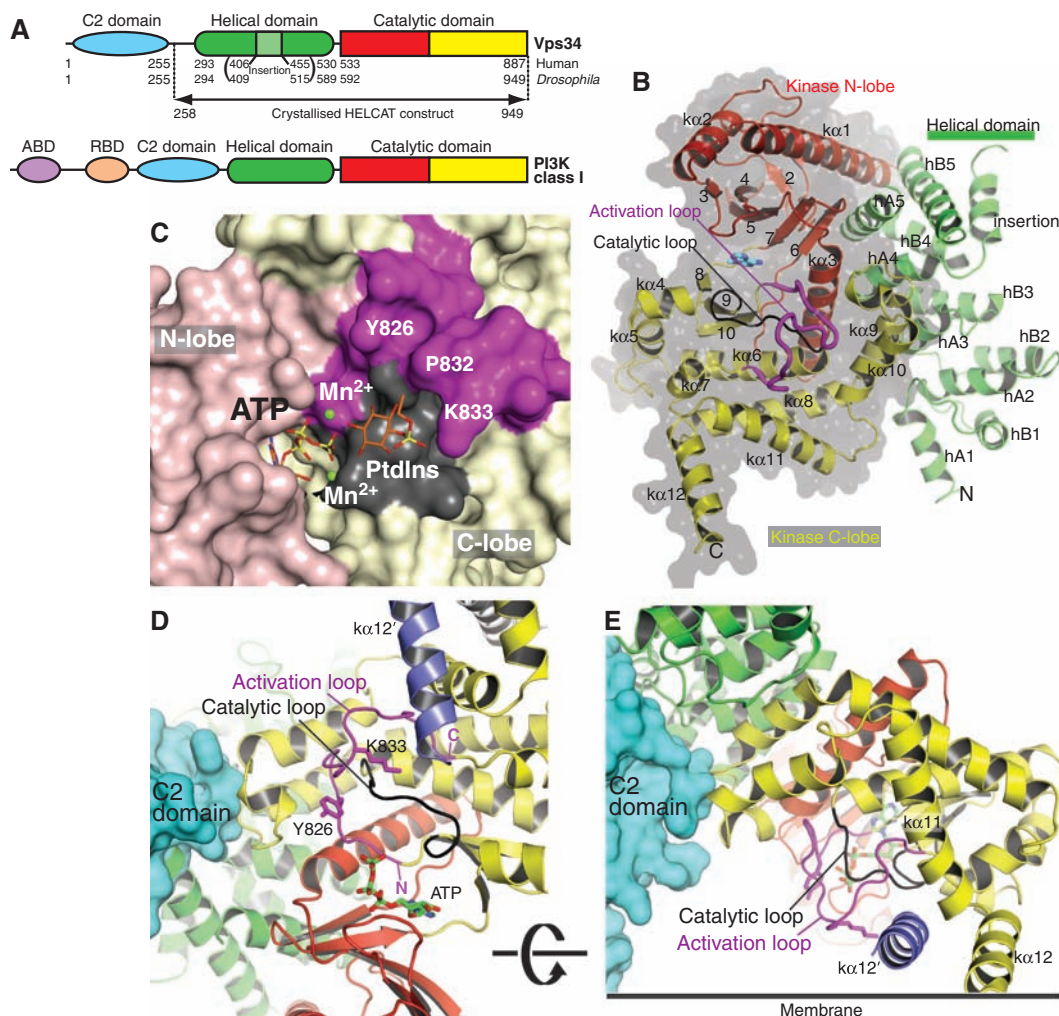 A
C2 domain
Helical domain
Catalytic domain
Vps34
1 255 293 406 Insertion 455 530 533 887 Human
1 255 294 409 515 589 592 949 Drosophila
Crystallised HELCAT construct
258 949
ABD RBD C2 domain Helical domain Catalytic domain
PI3K
class I
B
Kinase N-lobe
kα2
kα1
Helical domain
hB5
4
2
3
hA5
insertion
Activation loop
5
7
hB4
Catalytic loop
6
kα3
hA4
8
kα4
9
hB3
kα5
10
kα9
hA3
hB2
kα6
kα10
kα7
hA2
kα8
hB1
kα11
hA1
kα12
N
C
Kinase C-lobe
C
Y826
N-lobe
P832
Mn2+
K833
ATP
PtdIns
Mn2+
C-lobe
D
kα12′
Activation loop
Catalytic loop
C
K833
C2
domain
Y826
N
ATP
E
C2
domain
kα11
Catalytic loop
Activation loop
kα12′
kα12
Membrane